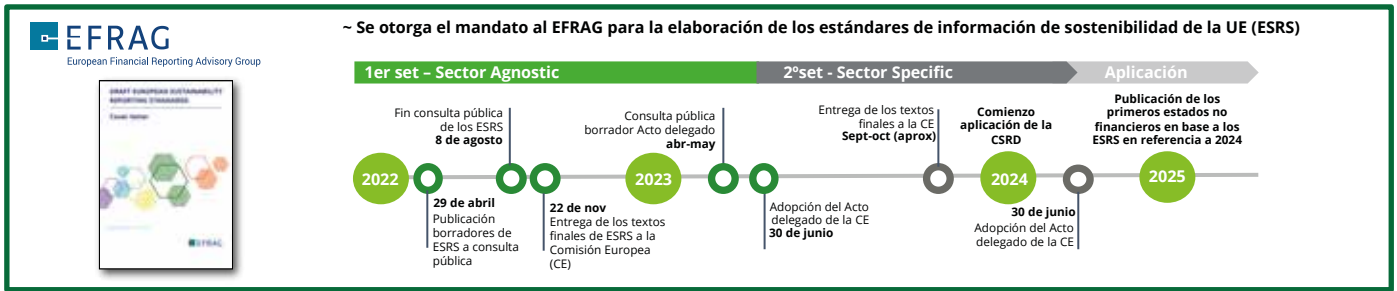 EFRAG
European Financial Reporting Advisory Group
DRAFT EUROPEAN SUSTAINABILITY
REPORTING STANDARDS
EFRAG
~ Se otorga el mandato al EFRAG para la elaboración de los estándares de información de sostenibilidad de la UE (ESRS)
1er set – Sector Agnostic
2ºset - Sector Specific
Aplicación
Fin consulta pública
de los ESRS
8 de agosto
Consulta pública
borrador Acto delegado
abr-may
Entrega de los textos
finales a la CE
Sept-oct (aprox)
Comienzo
aplicación de la
CSRD
Publicación de los
primeros estados no
financieros en base a los
ESRS en referencia a 2024
2022
2023
2024
2025
29 de abril
Publicación
borradores de
ESRS a consulta
pública
22 de nov
Entrega de los textos
finales de ESRS a la
Comisión Europea
(CE)
Adopción del Acto
delegado de la CE
30 de junio
30 de junio
Adopción del Acto
delegado de la CE